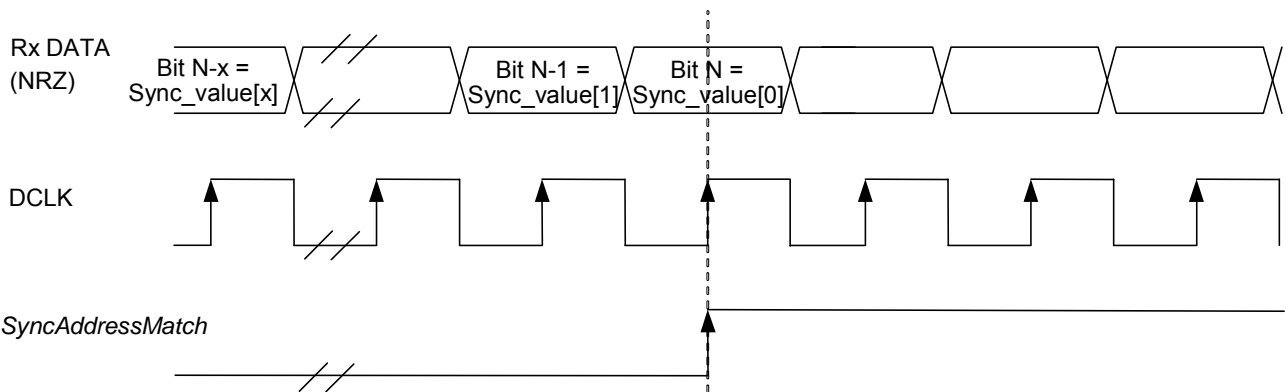 Rx DATA
(NRZ)
Bit N-x =
Sync_value[x]
Bit N-1 =
Sync_value[1]
Bit N =
Sync_value[0]
DCLK
SyncAddressMatch